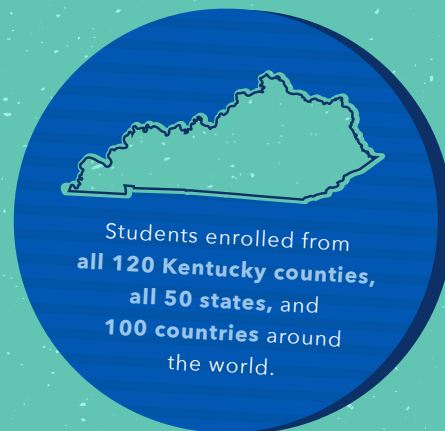 Students enrolled from
all 120 Kentucky counties,
all 50 states, and
100 countries around
the world.